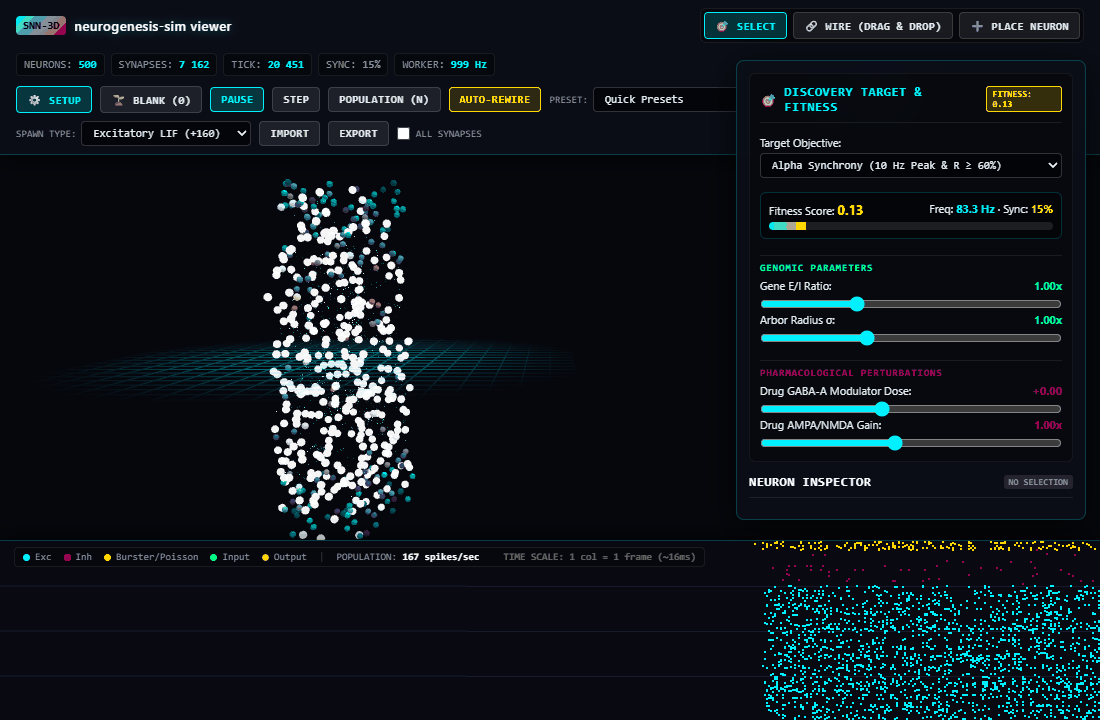 SNN-3D neurogenesis-sim viewer
SELECT
WIRE (DRAG & DROP)
PLACE NEURON
NEURONS: 500
SYNAPSES: 7 162
TICK: 20 451
SYNC: 15%
WORKER: 999 Hz
SETUP
BLANK (0)
PAUSE
STEP
POPULATION (N)
AUTO-REWIRE
PRESET:
Quick Presets
SPAWN TYPE:
Excitatory LIF (+160)
IMPORT
EXPORT
ALL SYNAPSES
DISCOVERY TARGET &
FITNESS
FITNESS:
0.13
Target Objective:
Alpha Synchrony (10 Hz Peak & R ≥ 60%)
Fitness Score: 0.13
Freq: 83.3 Hz · Sync: 15%
GENOMIC PARAMETERS
Gene E/I Ratio: 1.00x
Arbor Radius σ: 1.00x
PHARMACOLOGICAL PERTURBATIONS
Drug GABA-A Modulator Dose: +0.00
Drug AMPA/NMDA Gain: 1.00x
NEURON INSPECTOR
NO SELECTION
Exc Inh Burster/Poisson Input Output
POPULATION: 167 spikes/sec
TIME SCALE: 1 col = 1 frame (~16ms)